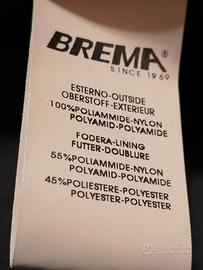 BREMA®
SINCE 1969
ESTERNO-OUTSIDE
OBERSTOFF-EXTERIEUR
100%POLIAMMIDE-NYLON
POLYAMID-POLYAMIDE
FODERA-LINING
FUTTER-DOUBLURE
55%POLIAMMIDE-NYLON
POLYAMID-POLYAMIDE
45%POLIESTERE-POLYESTER
POLYESTER-POLYESTER
subito